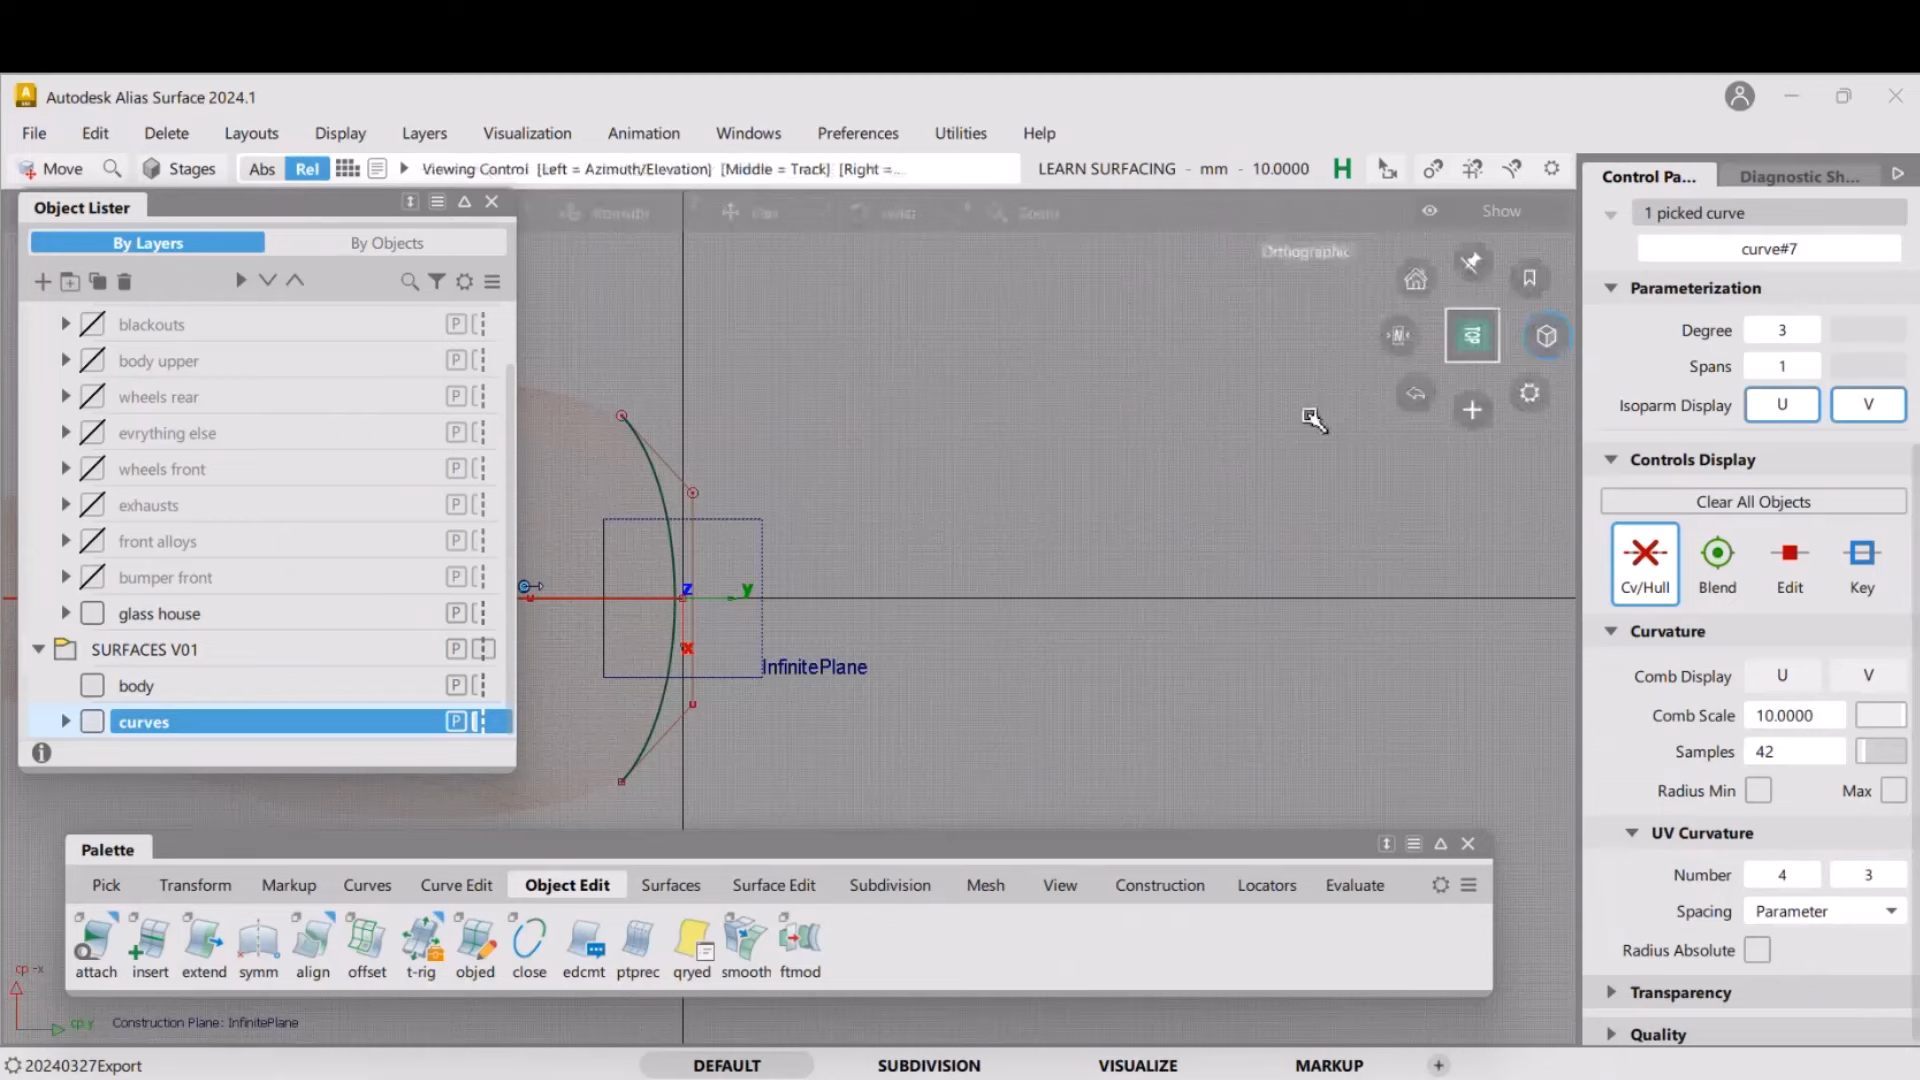 Autodesk Alias Surface 2024.1
File Edit Delete Layouts Display Layers Visualization Animation Windows Preferences Utilities Help
Move Stages Abs Rel Viewing Control [Left = Azimuth/Elevation) [Middle = Track] [Right =... LEARN SURFACING - mm - 10.0000 H
Object Lister
By Layers By Objects
blackouts P
body upper P
wheels rear P
evrything else P
wheels front P
exhausts P
front alloys P
bumper front P
glass house P
SURFACES V01 P
body P
curves P
Show
Orthographic
N
z y
x
u
u
InfinitePlane
Control Pa... Diagnostic Sh...
1 picked curve
curve#7
Parameterization
Degree 3
Spans 1
Isoparm Display U V
Controls Display
Clear All Objects
Cv/Hull Blend Edit Key
Curvature
Comb Display U V
Comb Scale 10.0000
Samples 42
Radius Min Max
UV Curvature
Number 4 3
Spacing Parameter
Radius Absolute
Transparency
Quality
Palette
Pick Transform Markup Curves Curve Edit Object Edit Surfaces Surface Edit Subdivision Mesh View Construction Locators Evaluate
attach insert extend symm align offset t-rig objed close edcmt ptprec qryed smooth ftmod
cp -x
cp y Construction Plane: InfinitePlane
20240327Export DEFAULT SUBDIVISION VISUALIZE MARKUP +